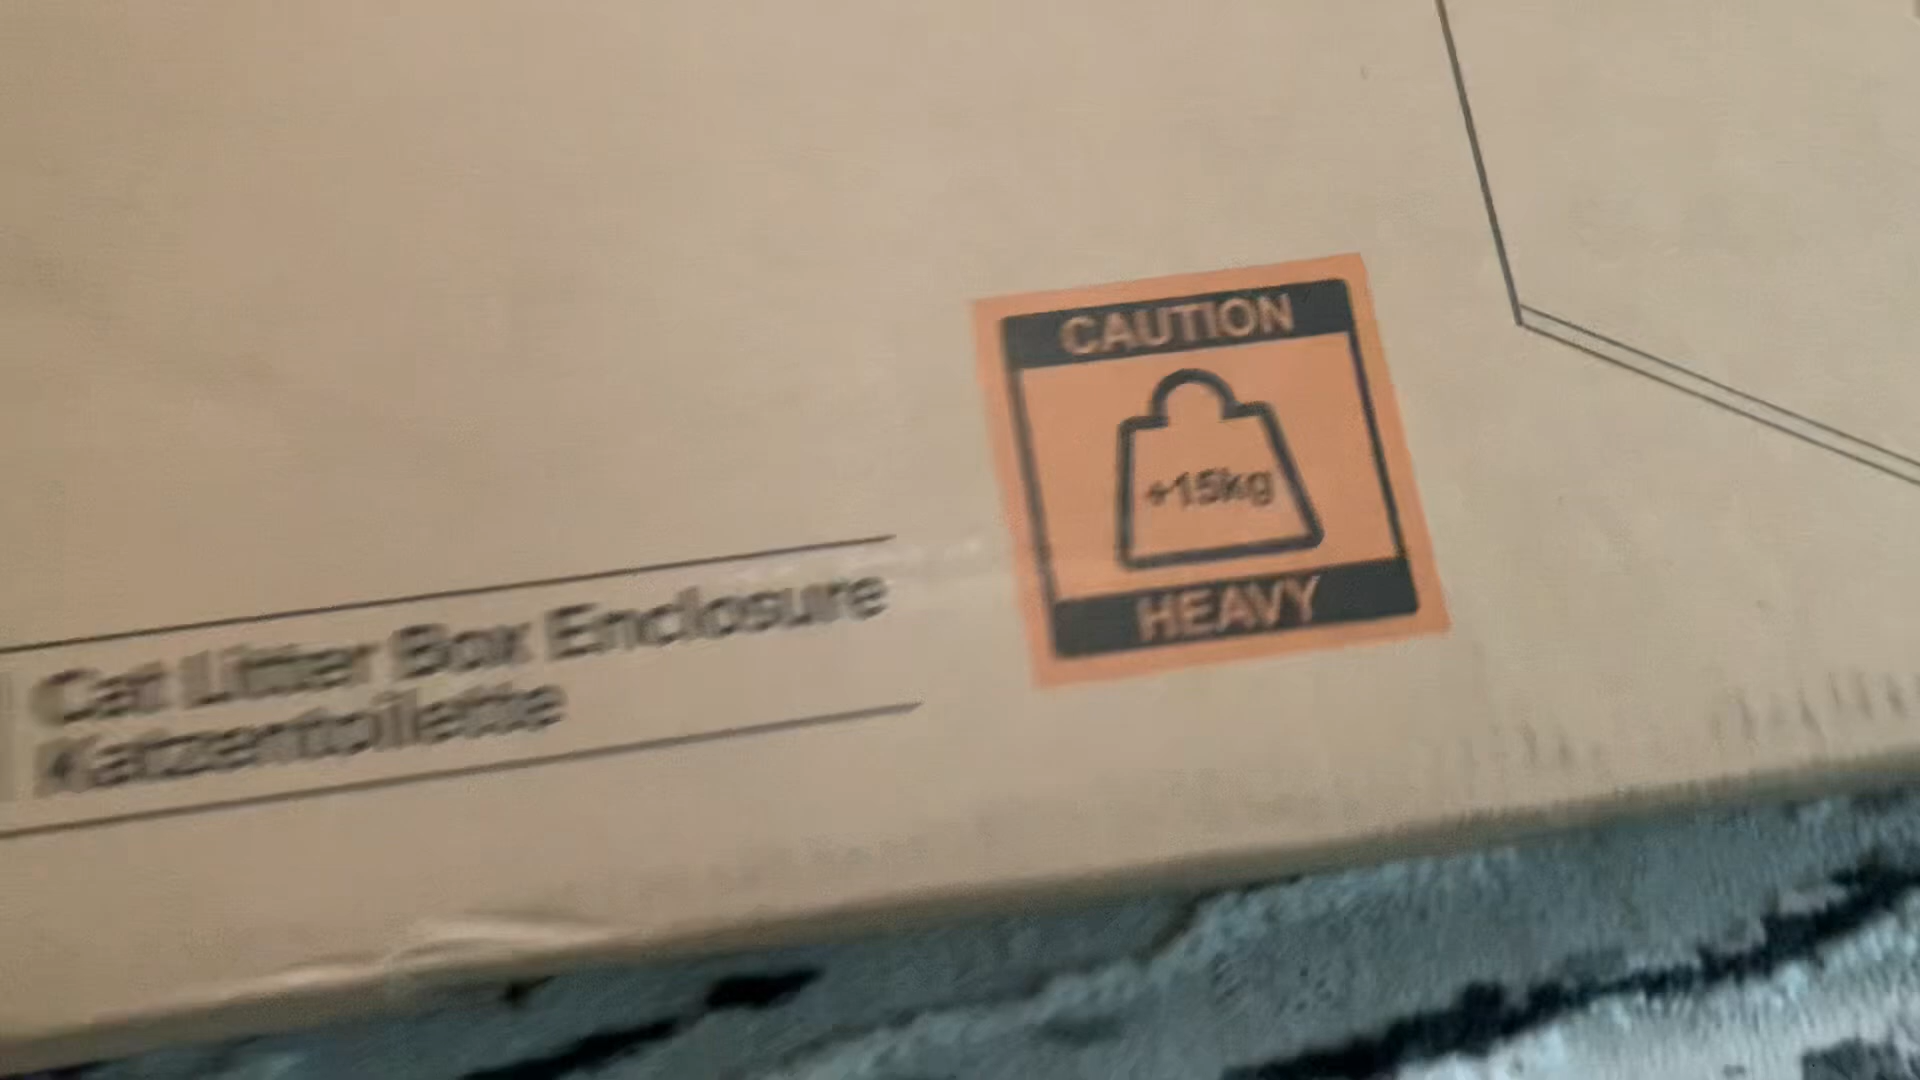 CAUTION
+15kg
HEAVY
Cat Litter Box Enclosure
Katzentoilette